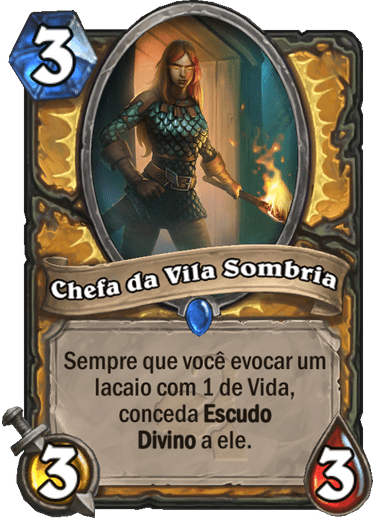 3
Chefa da Vila Sombria
Sempre que você evocar um
lacaio com 1 de Vida,
conceda Escudo
Divino a ele.
3 3